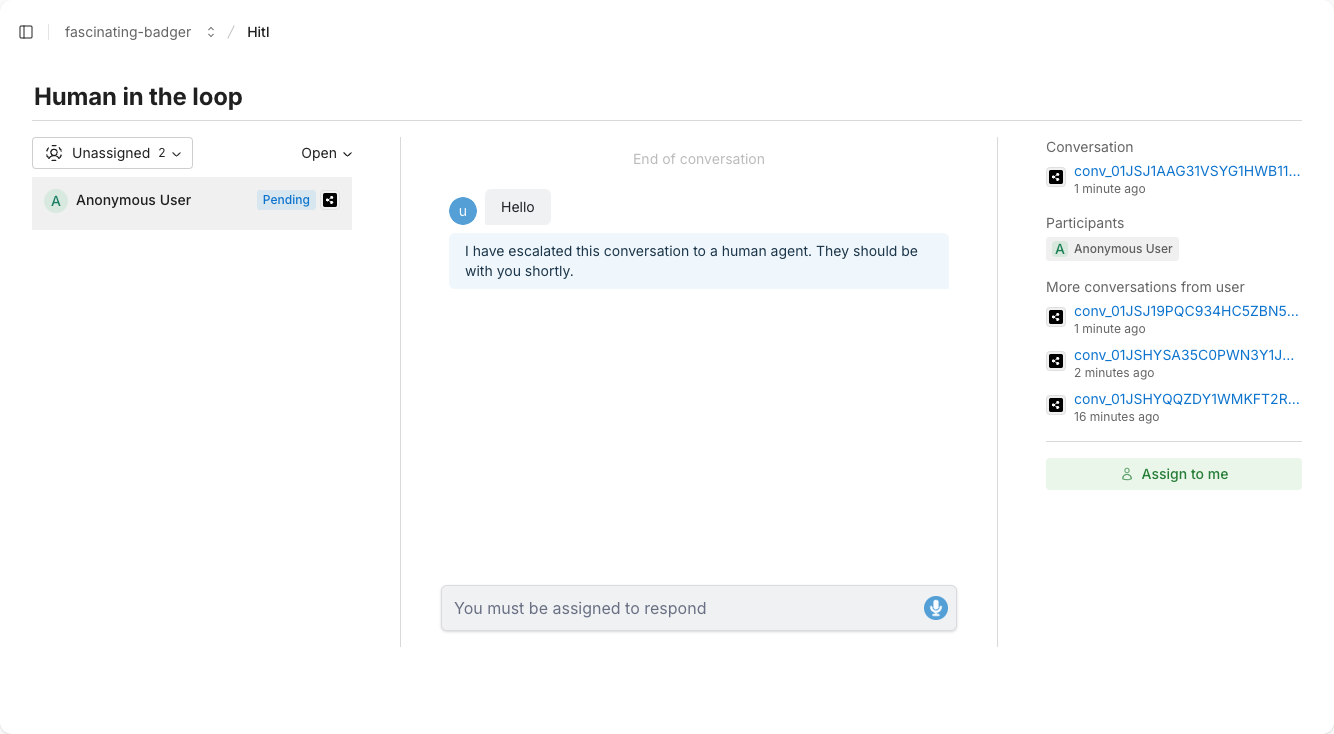 fascinating-badger / Hitl
Human in the loop
Unassigned 2
Open
A Anonymous User Pending
End of conversation
u Hello
I have escalated this conversation to a human agent. They should be
with you shortly.
You must be assigned to respond
Conversation
conv_01JSJ1AAG31VSYG1HWB11...
1 minute ago
Participants
A Anonymous User
More conversations from user
conv_01JSJ19PQC934HC5ZBN5...
1 minute ago
conv_01JSHYSA35C0PWN3Y1J...
2 minutes ago
conv_01JSHYQQZDY1WMKFT2R...
16 minutes ago
Assign to me